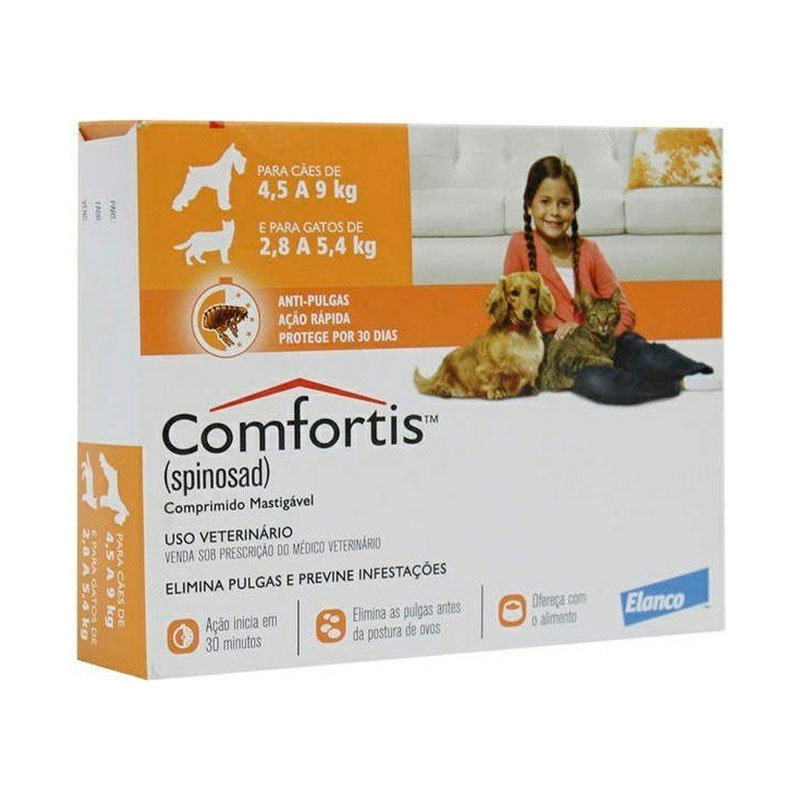 PARA CÃES DE
4,5 A 9 kg
E PARA GATOS DE
2,8 A 5,4 kg
ANTI-PULGAS
AÇÃO RÁPIDA
PROTEGE POR 30 DIAS
Comfortis™
(spinosad)
Comprimido Mastigável
USO VETERINÁRIO
VENDA SOB PRESCRIÇÃO DO MÉDICO VETERINÁRIO
ELIMINA PULGAS E PREVINE INFESTAÇÕES
Ação inicia em
30 minutos
Elimina as pulgas antes
da postura de ovos
Ofereça com
o alimento
Elanco
PART.:
FABR.:
VENC.:
PARA CÃES DE
4,5 A 9 kg
E PARA GATOS DE
2,8 A 5,4 kg